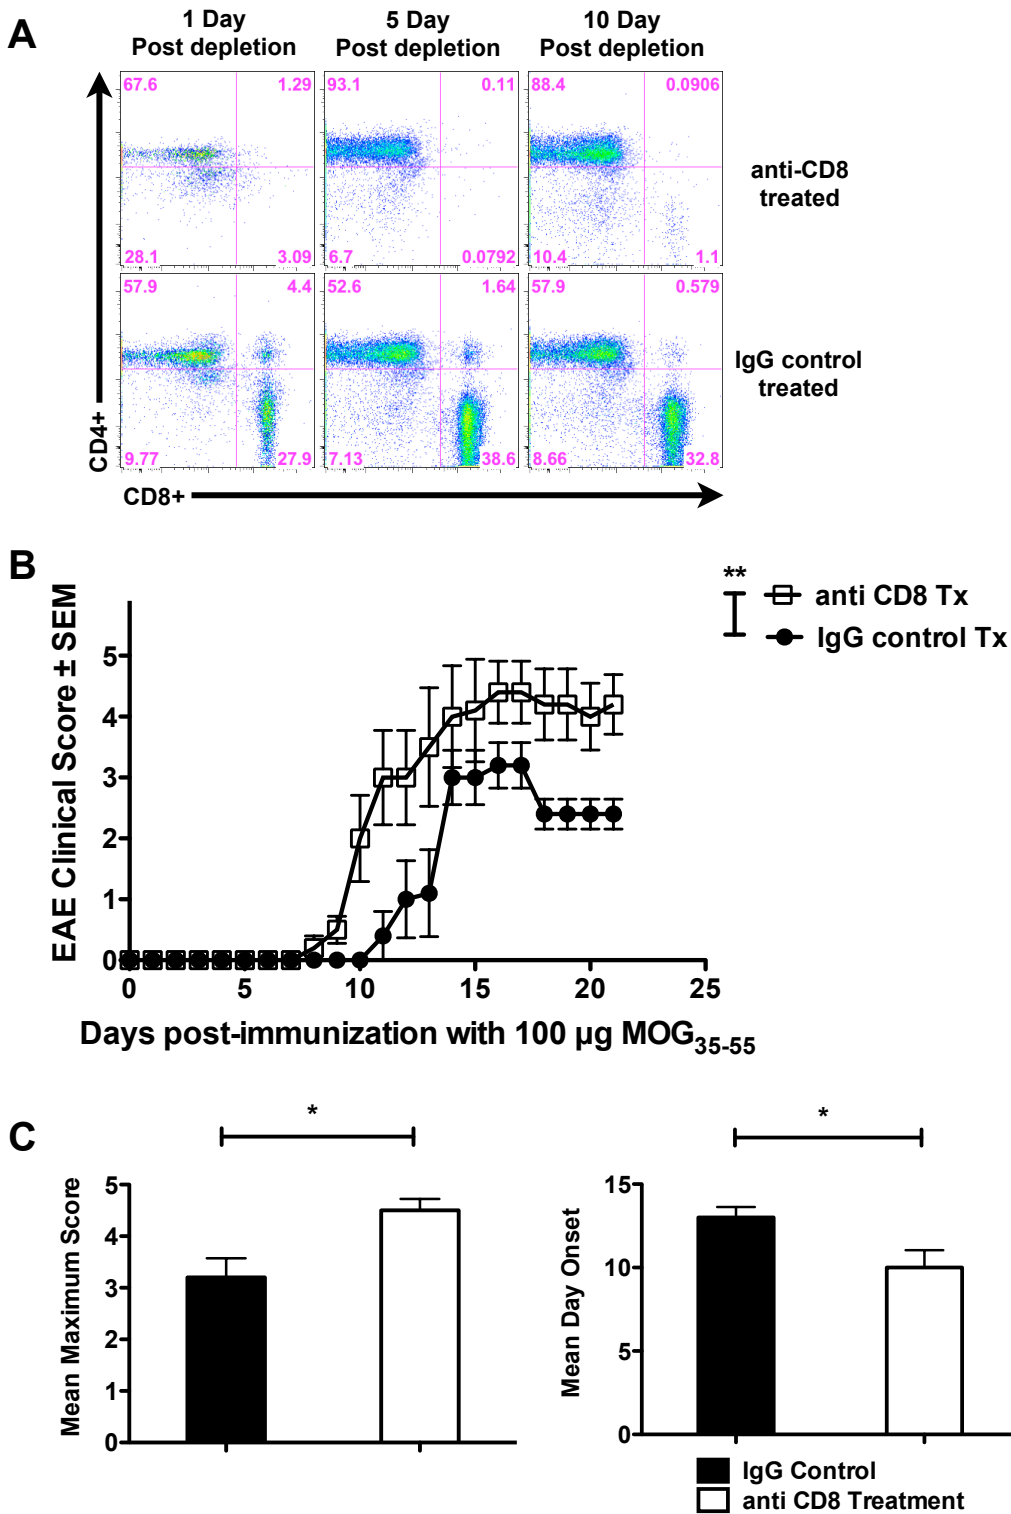 A
1 Day
Post depletion
5 Day
Post depletion
10 Day
Post depletion
67.6 1.29
28.1 3.09
93.1 0.11
6.7 0.0792
88.4 0.0906
10.4 1.1
anti-CD8
treated
57.9 4.4
9.77 27.9
52.6 1.64
7.13 38.6
57.9 0.579
8.66 32.8
IgG control
treated
CD4+
CD8+
B
**
anti CD8 Tx
IgG control Tx
EAE Clinical Score ± SEM
5
4
3
2
1
0
0 5 10 15 20 25
Days post-immunization with 100 µg MOG35-55
C
*
Mean Maximum Score
5
4
3
2
1
0
*
Mean Day Onset
15
10
5
0
IgG Control
anti CD8 Treatment